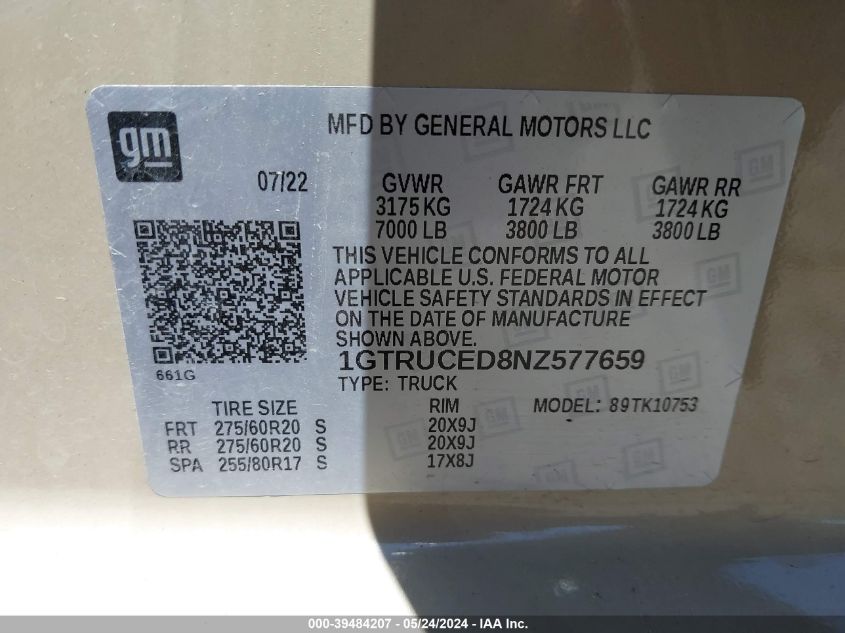 gm
MFD BY GENERAL MOTORS LLC
07/22
GVWR GAWR FRT GAWR RR
3175 KG 1724 KG 1724 KG
7000 LB 3800 LB 3800 LB
THIS VEHICLE CONFORMS TO ALL
APPLICABLE U.S. FEDERAL MOTOR
VEHICLE SAFETY STANDARDS IN EFFECT
ON THE DATE OF MANUFACTURE
SHOWN ABOVE.
661G
1GTRUCED8NZ577659
TYPE: TRUCK
TIRE SIZE RIM MODEL: 89TK10753
FRT 275/60R20 S 20X9J
RR 275/60R20 S 20X9J
SPA 255/80R17 S 17X8J
000-39484207 - 05/24/2024 - IAA Inc.